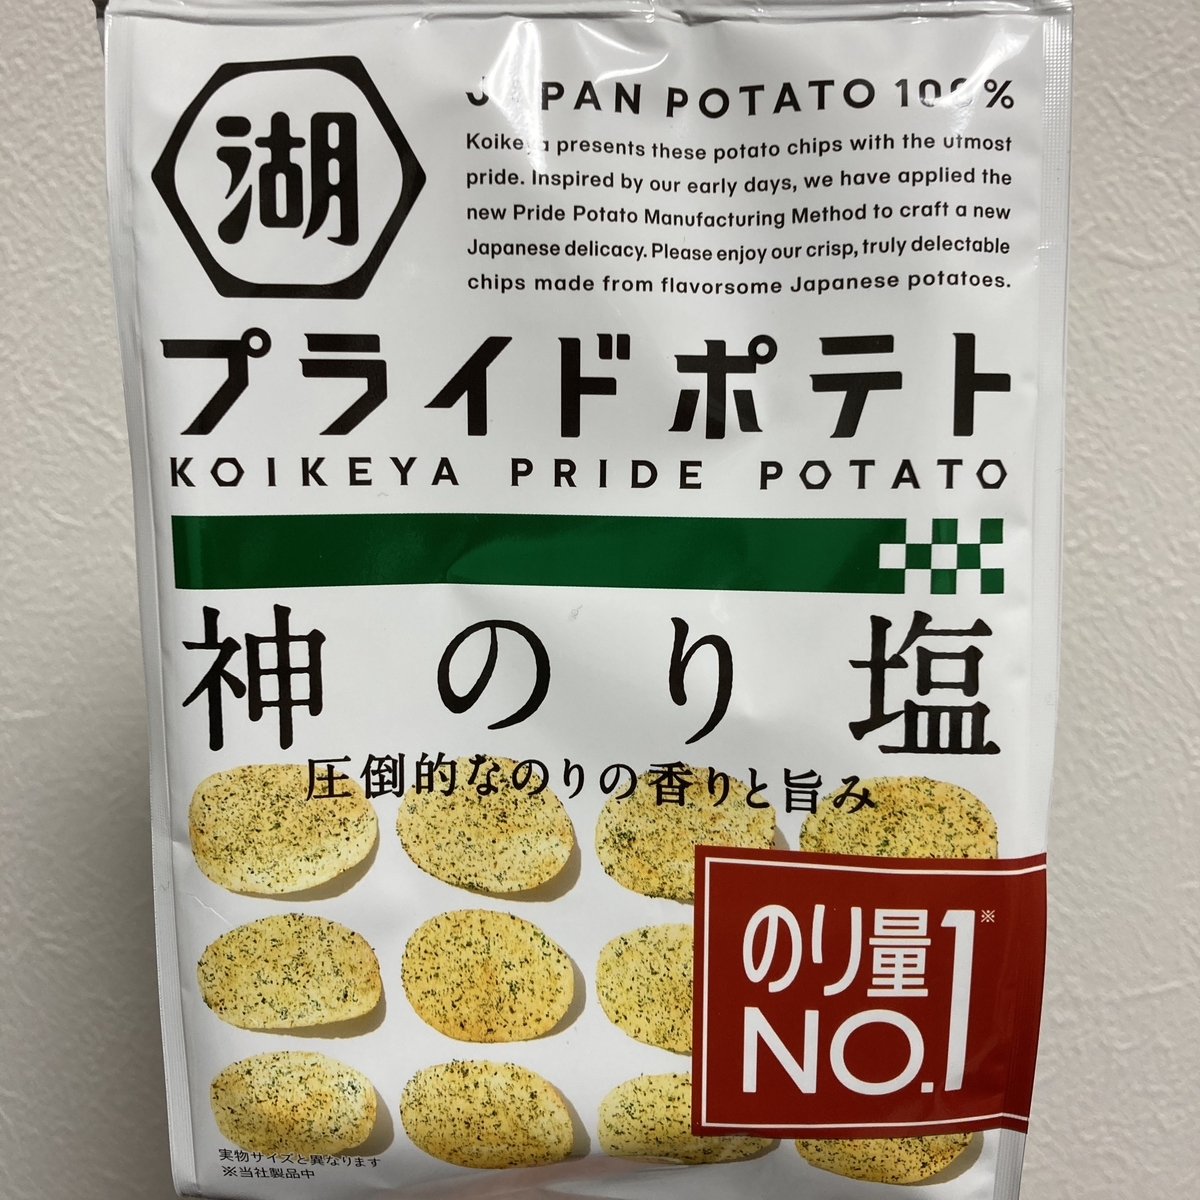 湖
JAPAN POTATO 100%
Koikeya presents these potato chips with the utmost
pride. Inspired by our early days, we have applied the
new Pride Potato Manufacturing Method to craft a new
Japanese delicacy. Please enjoy our crisp, truly delectable
chips made from flavorsome Japanese potatoes.
プライドポテト
KOIKEYA PRIDE POTATO
神のり塩
圧倒的なのりの香りと旨み
のり量
NO.1※
実物サイズと異なります
※当社製品中